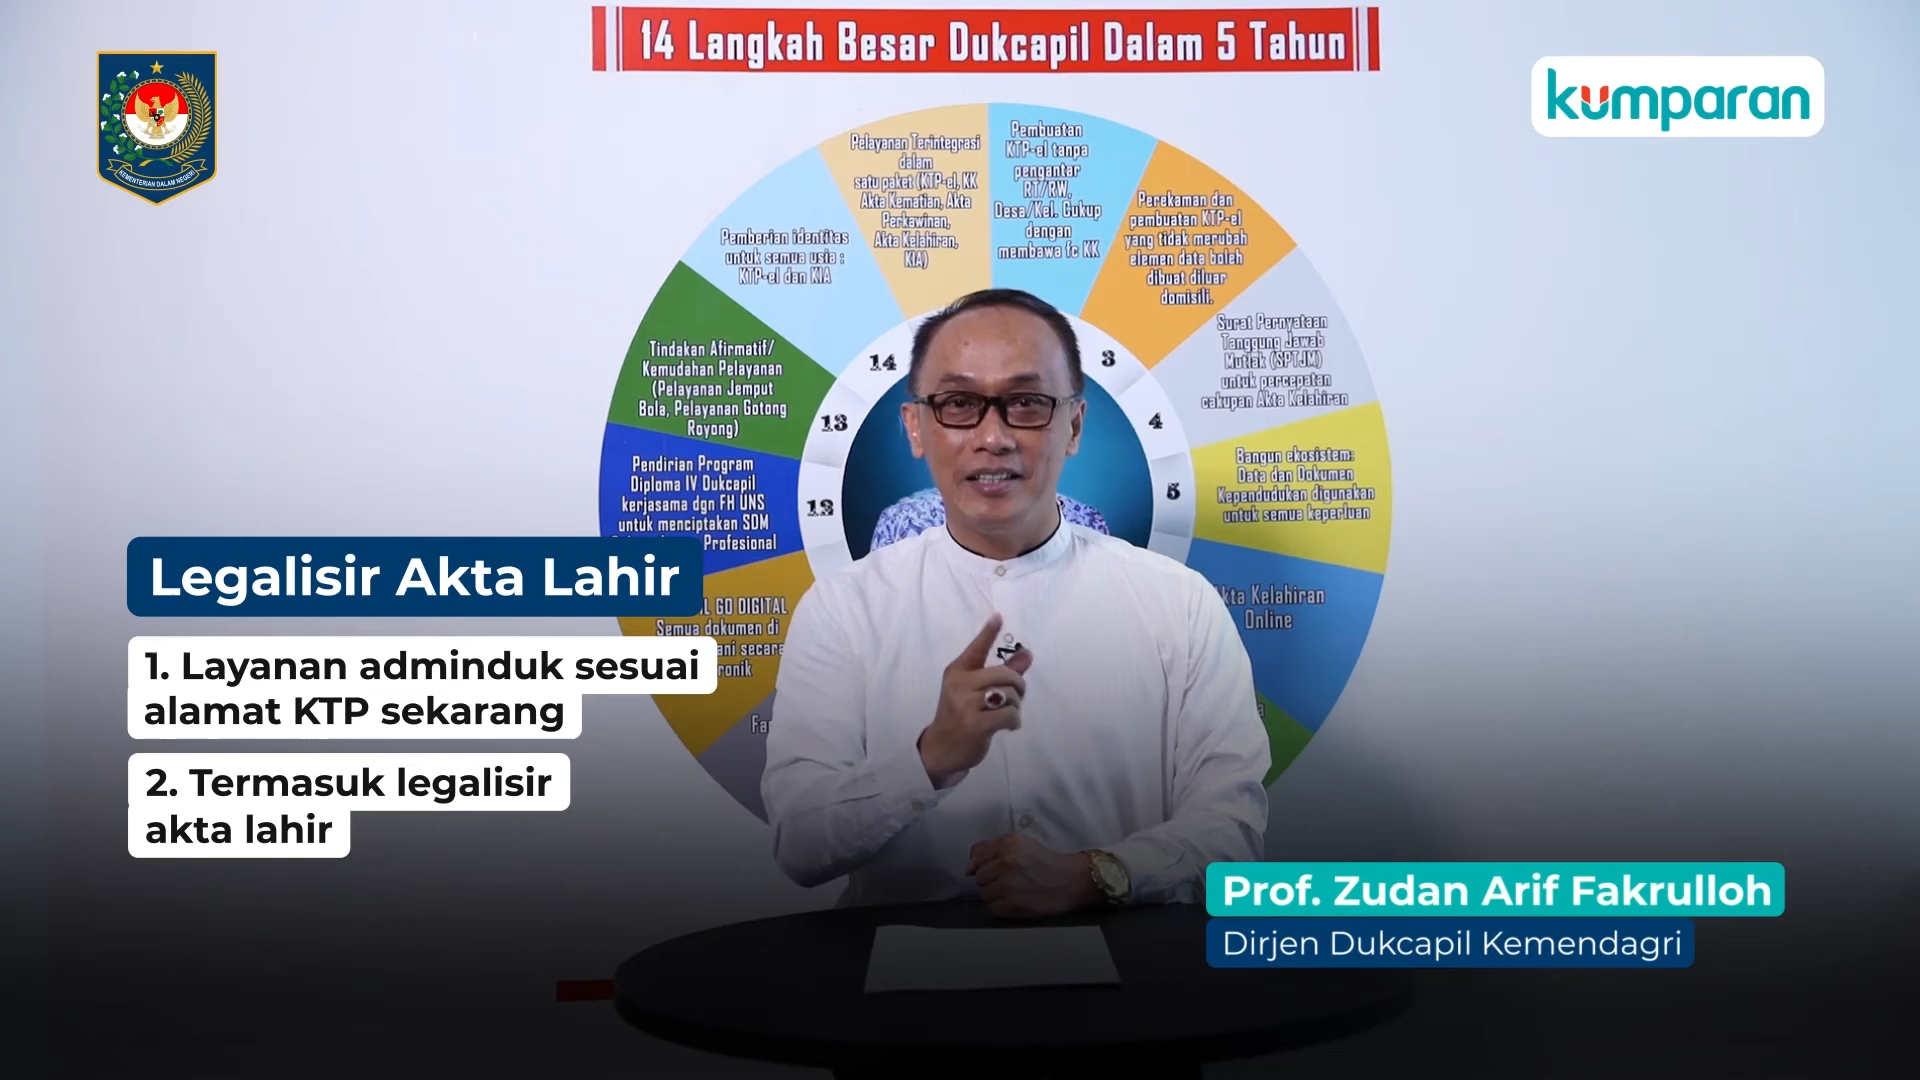 14 Langkah Besar Dukcapil Dalam 5 Tahun
KEMENTERIAN DALAM NEGERI
kumparan
Pelayanan Terintegrasi
dalam
satu paket (KTP-el, KK
Akta Kematian, Akta
Perkawinan,
Akta Kelahiran,
KIA)
Pembuatan
KTP-el tanpa
pengantar
RT/RW,
Desa/Kel. Cukup
dengan
membawa fc KK
Perekaman dan
pembuatan KTP-el
yang tidak merubah
elemen data boleh
dibuat diluar
domisili.
Pemberian identitas
untuk semua usia :
KTP-el dan KIA
Surat Pernyataan
Tanggung Jawab
Mutlak (SPTJM)
untuk percepatan
cakupan Akta Kelahiran
Tindakan Afirmatif/
Kemudahan Pelayanan
(Pelayanan Jemput
Bola, Pelayanan Gotong
Royong)
14
3
13
4
Bangun ekosistem:
Data dan Dokumen
Kependudukan digunakan
untuk semua keperluan
Pendirian Program
Diploma IV Dukcapil
kerjasama dgn FH UNS
untuk menciptakan SDM
Profesional
12
5
Akta Kelahiran
Online
GO DIGITAL
Semua dokumen di
Legalisir Akta Lahir
1. Layanan adminduk sesuai
alamat KTP sekarang
2. Termasuk legalisir
akta lahir
Prof. Zudan Arif Fakrulloh
Dirjen Dukcapil Kemendagri